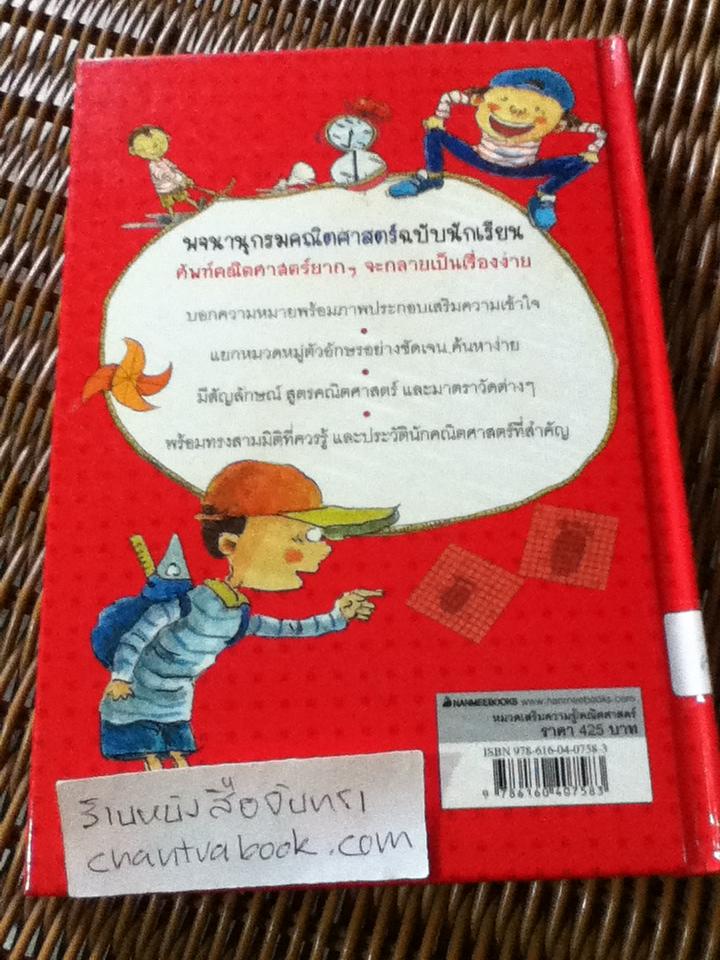 พจนานุกรมคณิตศาสตร์ฉบับนักเรียน
ศัพท์คณิตศาสตร์ยากๆ จะกลายเป็นเรื่องง่าย
บอกความหมายพร้อมภาพประกอบเสริมความเข้าใจ
•
แยกหมวดหมู่ตัวอักษรอย่างชัดเจน ค้นหาง่าย
•
มีสัญลักษณ์ สูตรคณิตศาสตร์ และมาตราวัดต่างๆ
•
พร้อมทรงสามมิติที่ควรรู้ และประวัตินักคณิตศาสตร์ที่สำคัญ
NANMEEBOOKS www.nanmeebooks.com
หมวดเสริมความรู้คณิตศาสตร์
ราคา 425 บาท
ISBN 978-616-04-0758-3
9 786160 407583
ร้านหนังสือจันทรา
chantrabook.com